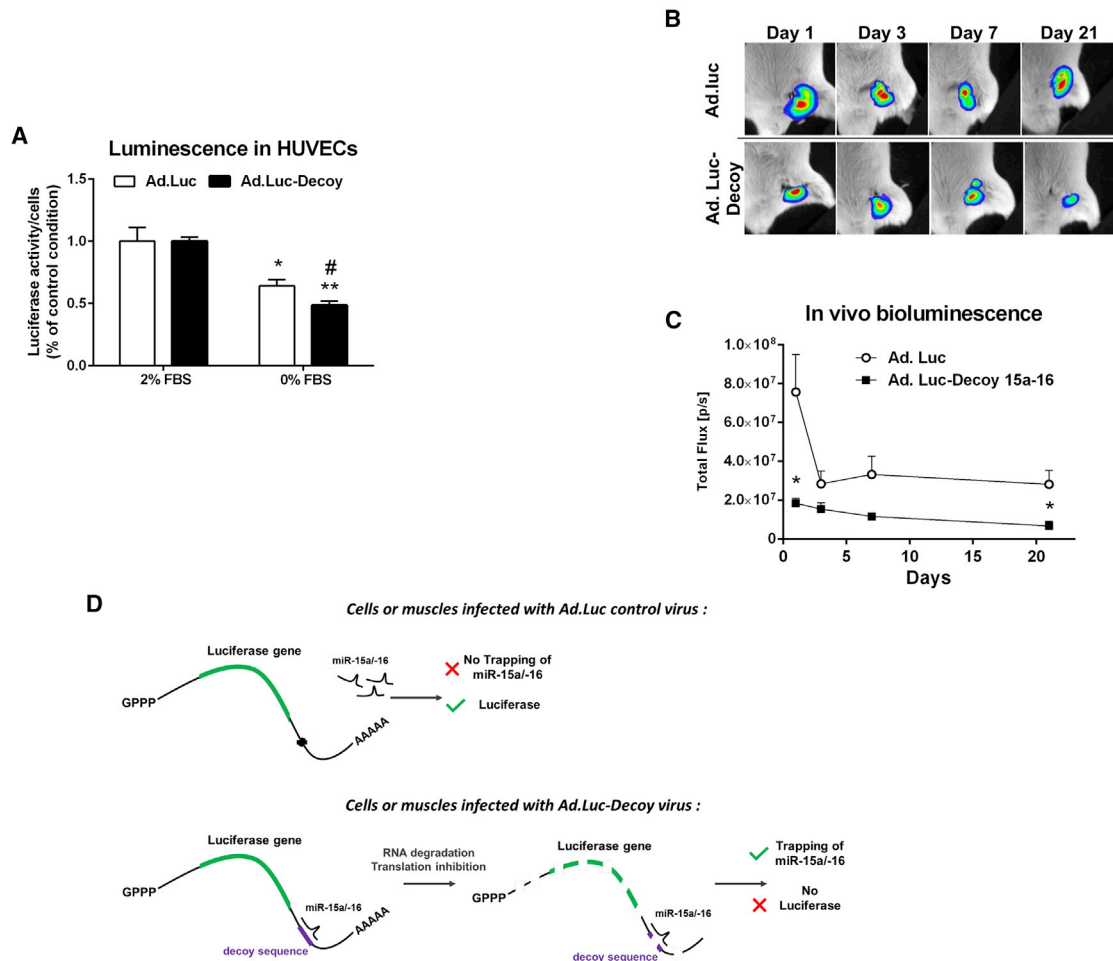 A
Luminescence in HUVECs
Ad.Luc
Ad.Luc-Decoy
Luciferase activity/cells
(% of control condition)
1.5
1.0
0.5
0.0
*
#
**
2% FBS
0% FBS
B
Day 1
Day 3
Day 7
Day 21
Ad.luc
Ad. Luc-
Decoy
C
In vivo bioluminescence
Ad. Luc
Ad. Luc-Decoy 15a-16
Total Flux [p/s]
1.0×10⁸
8.0×10⁷
6.0×10⁷
4.0×10⁷
2.0×10⁷
0
*
*
0
5
10
15
20
Days
D
Cells or muscles infected with Ad.Luc control virus :
Luciferase gene
GPPP
AAAAA
miR-15a/-16
No Trapping of
miR-15a/-16
Luciferase
Cells or muscles infected with Ad.Luc-Decoy virus :
Luciferase gene
GPPP
AAAAA
miR-15a/-16
decoy sequence
RNA degradation
Translation inhibition
Luciferase gene
GPPP
miR-15a/-16
decoy sequence
Trapping of
miR-15a/-16
No
Luciferase